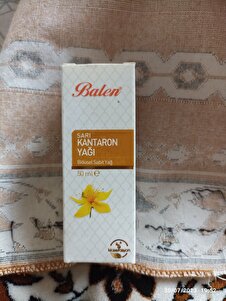 Balen
SARI
KANTARON
YAĞI
Bitkisel Sabit Yağ
50 ml ℮